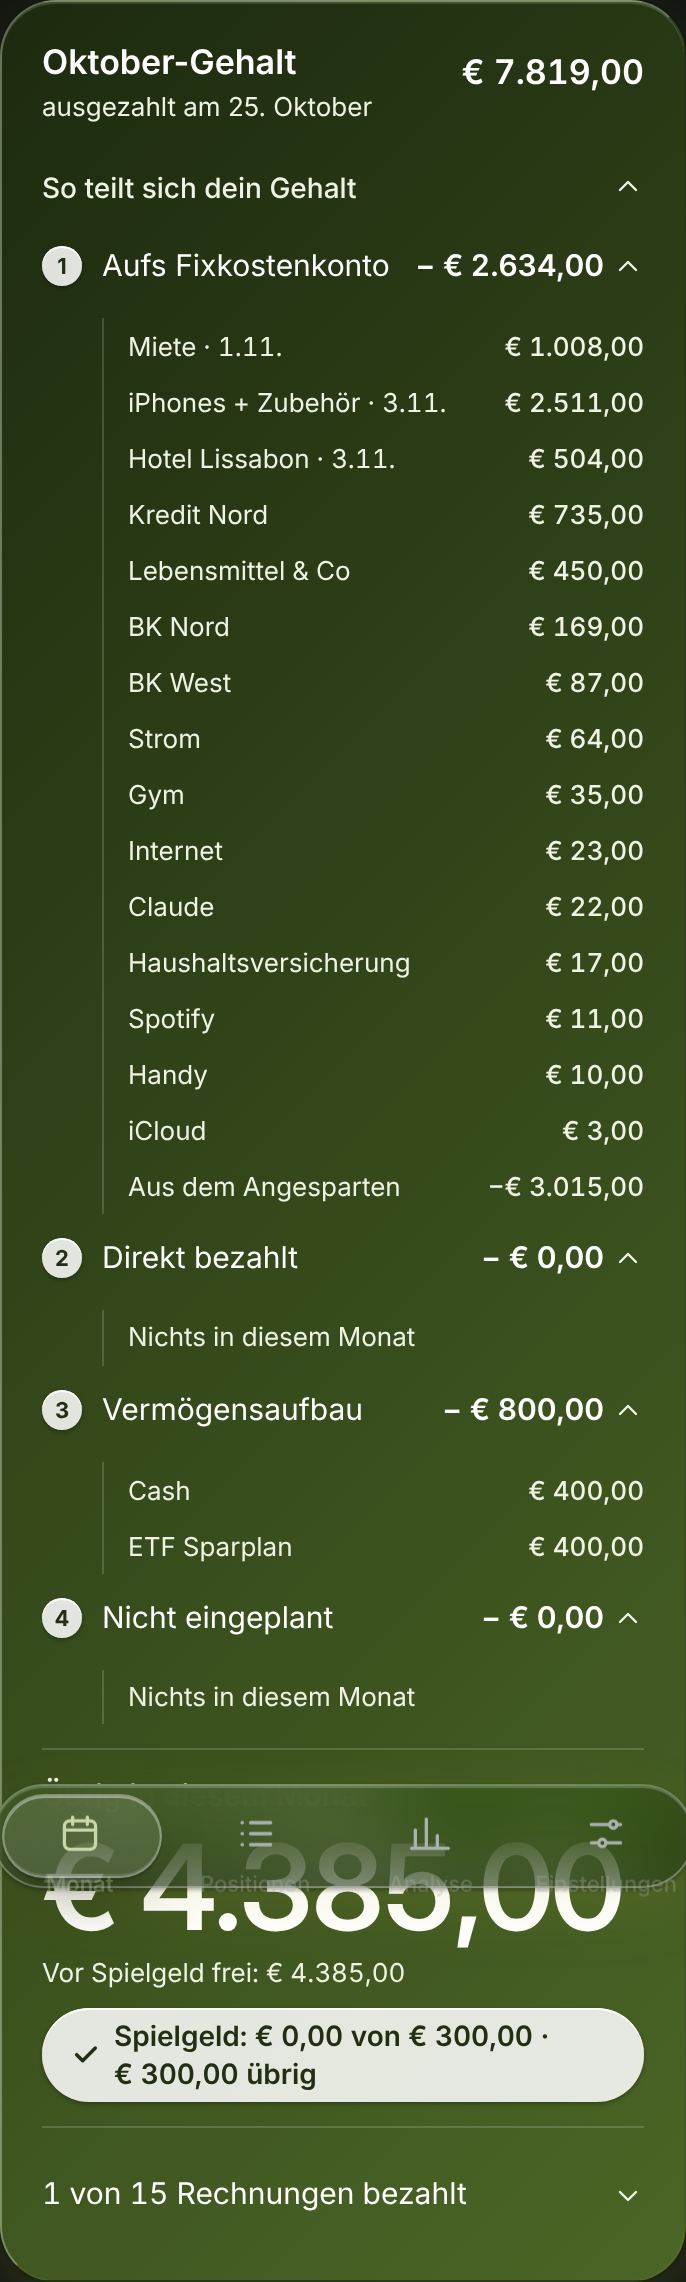 Oktober-Gehalt
€ 7.819,00
ausgezahlt am 25. Oktober
So teilt sich dein Gehalt
1 Aufs Fixkostenkonto – € 2.634,00
Miete · 1.11. € 1.008,00
iPhones + Zubehör · 3.11. € 2.511,00
Hotel Lissabon · 3.11. € 504,00
Kredit Nord € 735,00
Lebensmittel & Co € 450,00
BK Nord € 169,00
BK West € 87,00
Strom € 64,00
Gym € 35,00
Internet € 23,00
Claude € 22,00
Haushaltsversicherung € 17,00
Spotify € 11,00
Handy € 10,00
iCloud € 3,00
Aus dem Angesparten −€ 3.015,00
2 Direkt bezahlt – € 0,00
Nichts in diesem Monat
3 Vermögensaufbau – € 800,00
Cash € 400,00
ETF Sparplan € 400,00
4 Nicht eingeplant – € 0,00
Nichts in diesem Monat
diesem Monat
Monat Positionen Analyse Einstellungen
€ 4.385,00
Vor Spielgeld frei: € 4.385,00
Spielgeld: € 0,00 von € 300,00 ·
€ 300,00 übrig
1 von 15 Rechnungen bezahlt